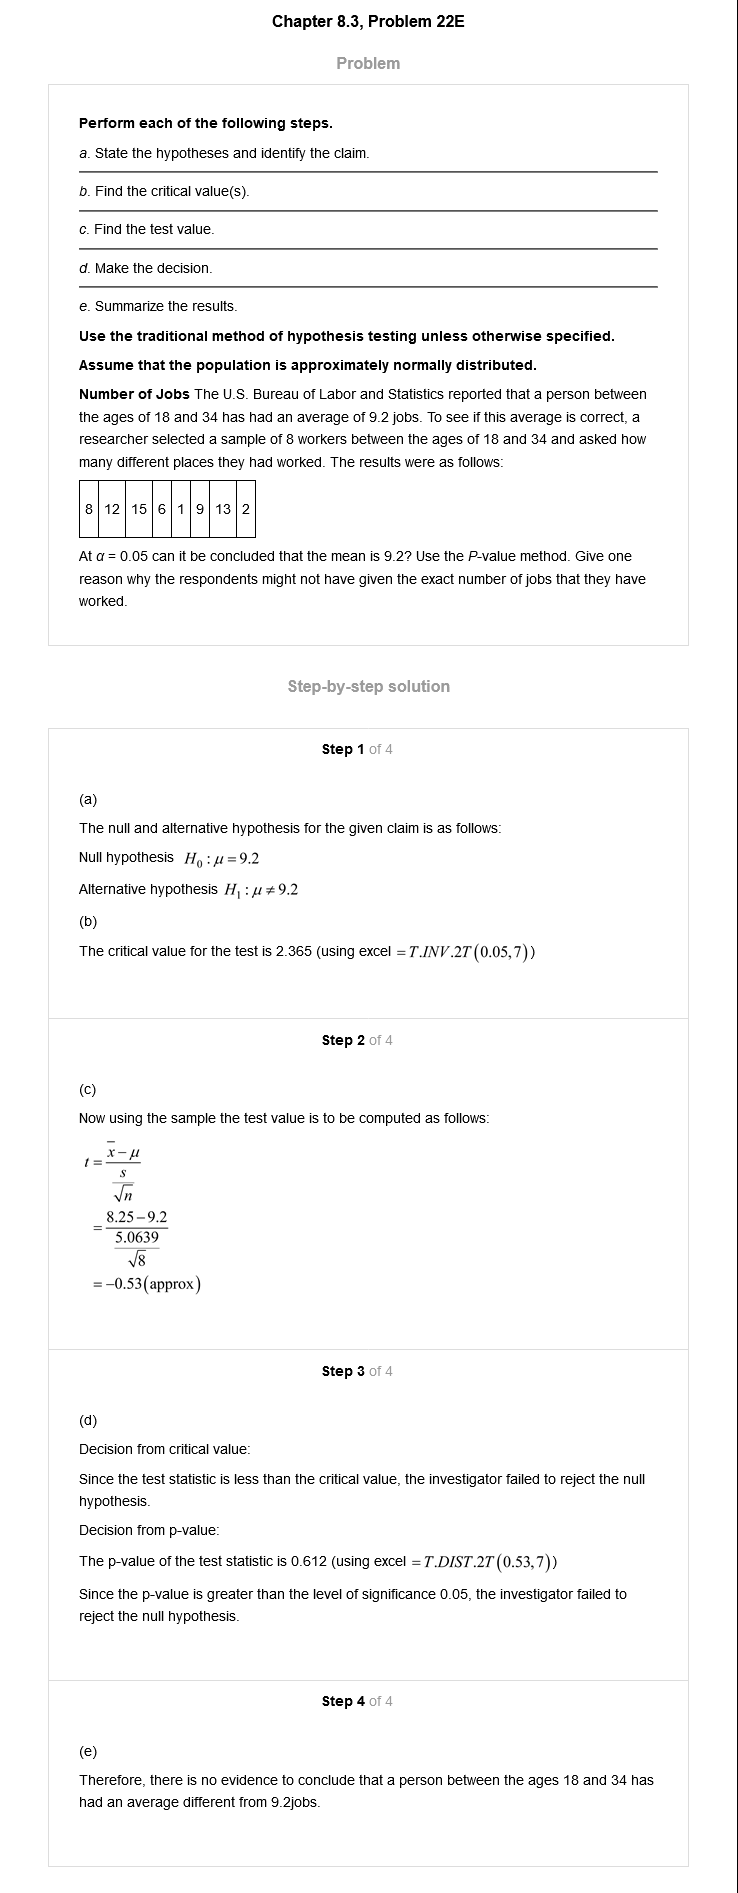 Chapter 8.3, Problem 22E
Problem
Perform each of the following steps.
a. State the hypotheses and identify the claim.
b. Find the critical value(s).
c. Find the test value.
d. Make the decision.
e. Summarize the results.
Use the traditional method of hypothesis testing unless otherwise specified.
Assume that the population is approximately normally distributed.
Number of Jobs The U.S. Bureau of Labor and Statistics reported that a person between
the ages of 18 and 34 has had an average of 9.2 jobs. To see if this average is correct, a
researcher selected a sample of 8 workers between the ages of 18 and 34 and asked how
many different places they had worked. The results were as follows:
8 12 15 6 1 9 13 2
At α = 0.05 can it be concluded that the mean is 9.2? Use the P-value method. Give one
reason why the respondents might not have given the exact number of jobs that they have
worked.
Step-by-step solution
Step 1 of 4
(a)
The null and alternative hypothesis for the given claim is as follows:
Null hypothesis H₀ : μ = 9.2
Alternative hypothesis H₁ : μ ≠ 9.2
(b)
The critical value for the test is 2.365 (using excel = T.INV.2T(0.05,7))
Step 2 of 4
(c)
Now using the sample the test value is to be computed as follows:
t = x̄ − μ
s
√n
= 8.25 − 9.2
5.0639
√8
= −0.53(approx)
Step 3 of 4
(d)
Decision from critical value:
Since the test statistic is less than the critical value, the investigator failed to reject the null
hypothesis.
Decision from p-value:
The p-value of the test statistic is 0.612 (using excel = T.DIST.2T(0.53,7))
Since the p-value is greater than the level of significance 0.05, the investigator failed to
reject the null hypothesis.
Step 4 of 4
(e)
Therefore, there is no evidence to conclude that a person between the ages 18 and 34 has
had an average different from 9.2jobs.